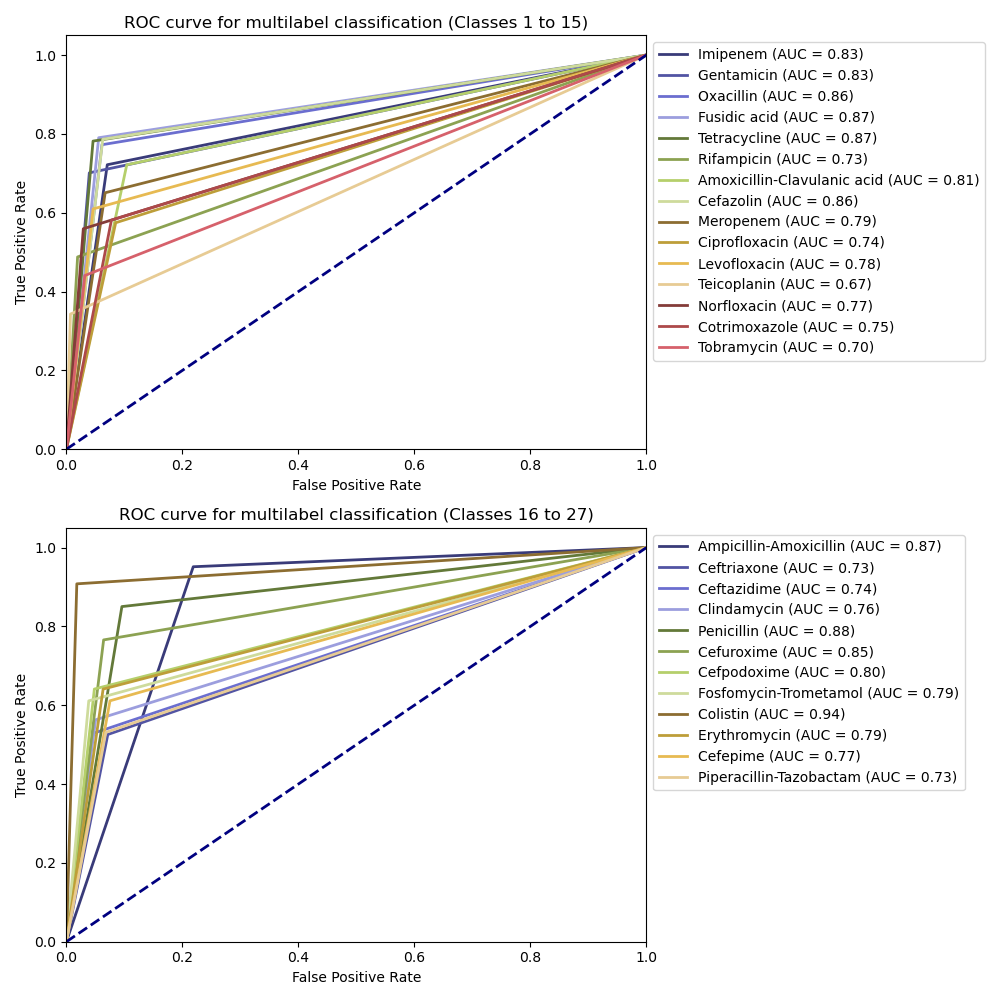 ROC curve for multilabel classification (Classes 1 to 15)
1.0
0.8
0.6
0.4
0.2
0.0
True Positive Rate
0.0 0.2 0.4 0.6 0.8 1.0
False Positive Rate
Imipenem (AUC = 0.83)
Gentamicin (AUC = 0.83)
Oxacillin (AUC = 0.86)
Fusidic acid (AUC = 0.87)
Tetracycline (AUC = 0.87)
Rifampicin (AUC = 0.73)
Amoxicillin-Clavulanic acid (AUC = 0.81)
Cefazolin (AUC = 0.86)
Meropenem (AUC = 0.79)
Ciprofloxacin (AUC = 0.74)
Levofloxacin (AUC = 0.78)
Teicoplanin (AUC = 0.67)
Norfloxacin (AUC = 0.77)
Cotrimoxazole (AUC = 0.75)
Tobramycin (AUC = 0.70)
ROC curve for multilabel classification (Classes 16 to 27)
1.0
0.8
0.6
0.4
0.2
0.0
True Positive Rate
0.0 0.2 0.4 0.6 0.8 1.0
False Positive Rate
Ampicillin-Amoxicillin (AUC = 0.87)
Ceftriaxone (AUC = 0.73)
Ceftazidime (AUC = 0.74)
Clindamycin (AUC = 0.76)
Penicillin (AUC = 0.88)
Cefuroxime (AUC = 0.85)
Cefpodoxime (AUC = 0.80)
Fosfomycin-Trometamol (AUC = 0.79)
Colistin (AUC = 0.94)
Erythromycin (AUC = 0.79)
Cefepime (AUC = 0.77)
Piperacillin-Tazobactam (AUC = 0.73)